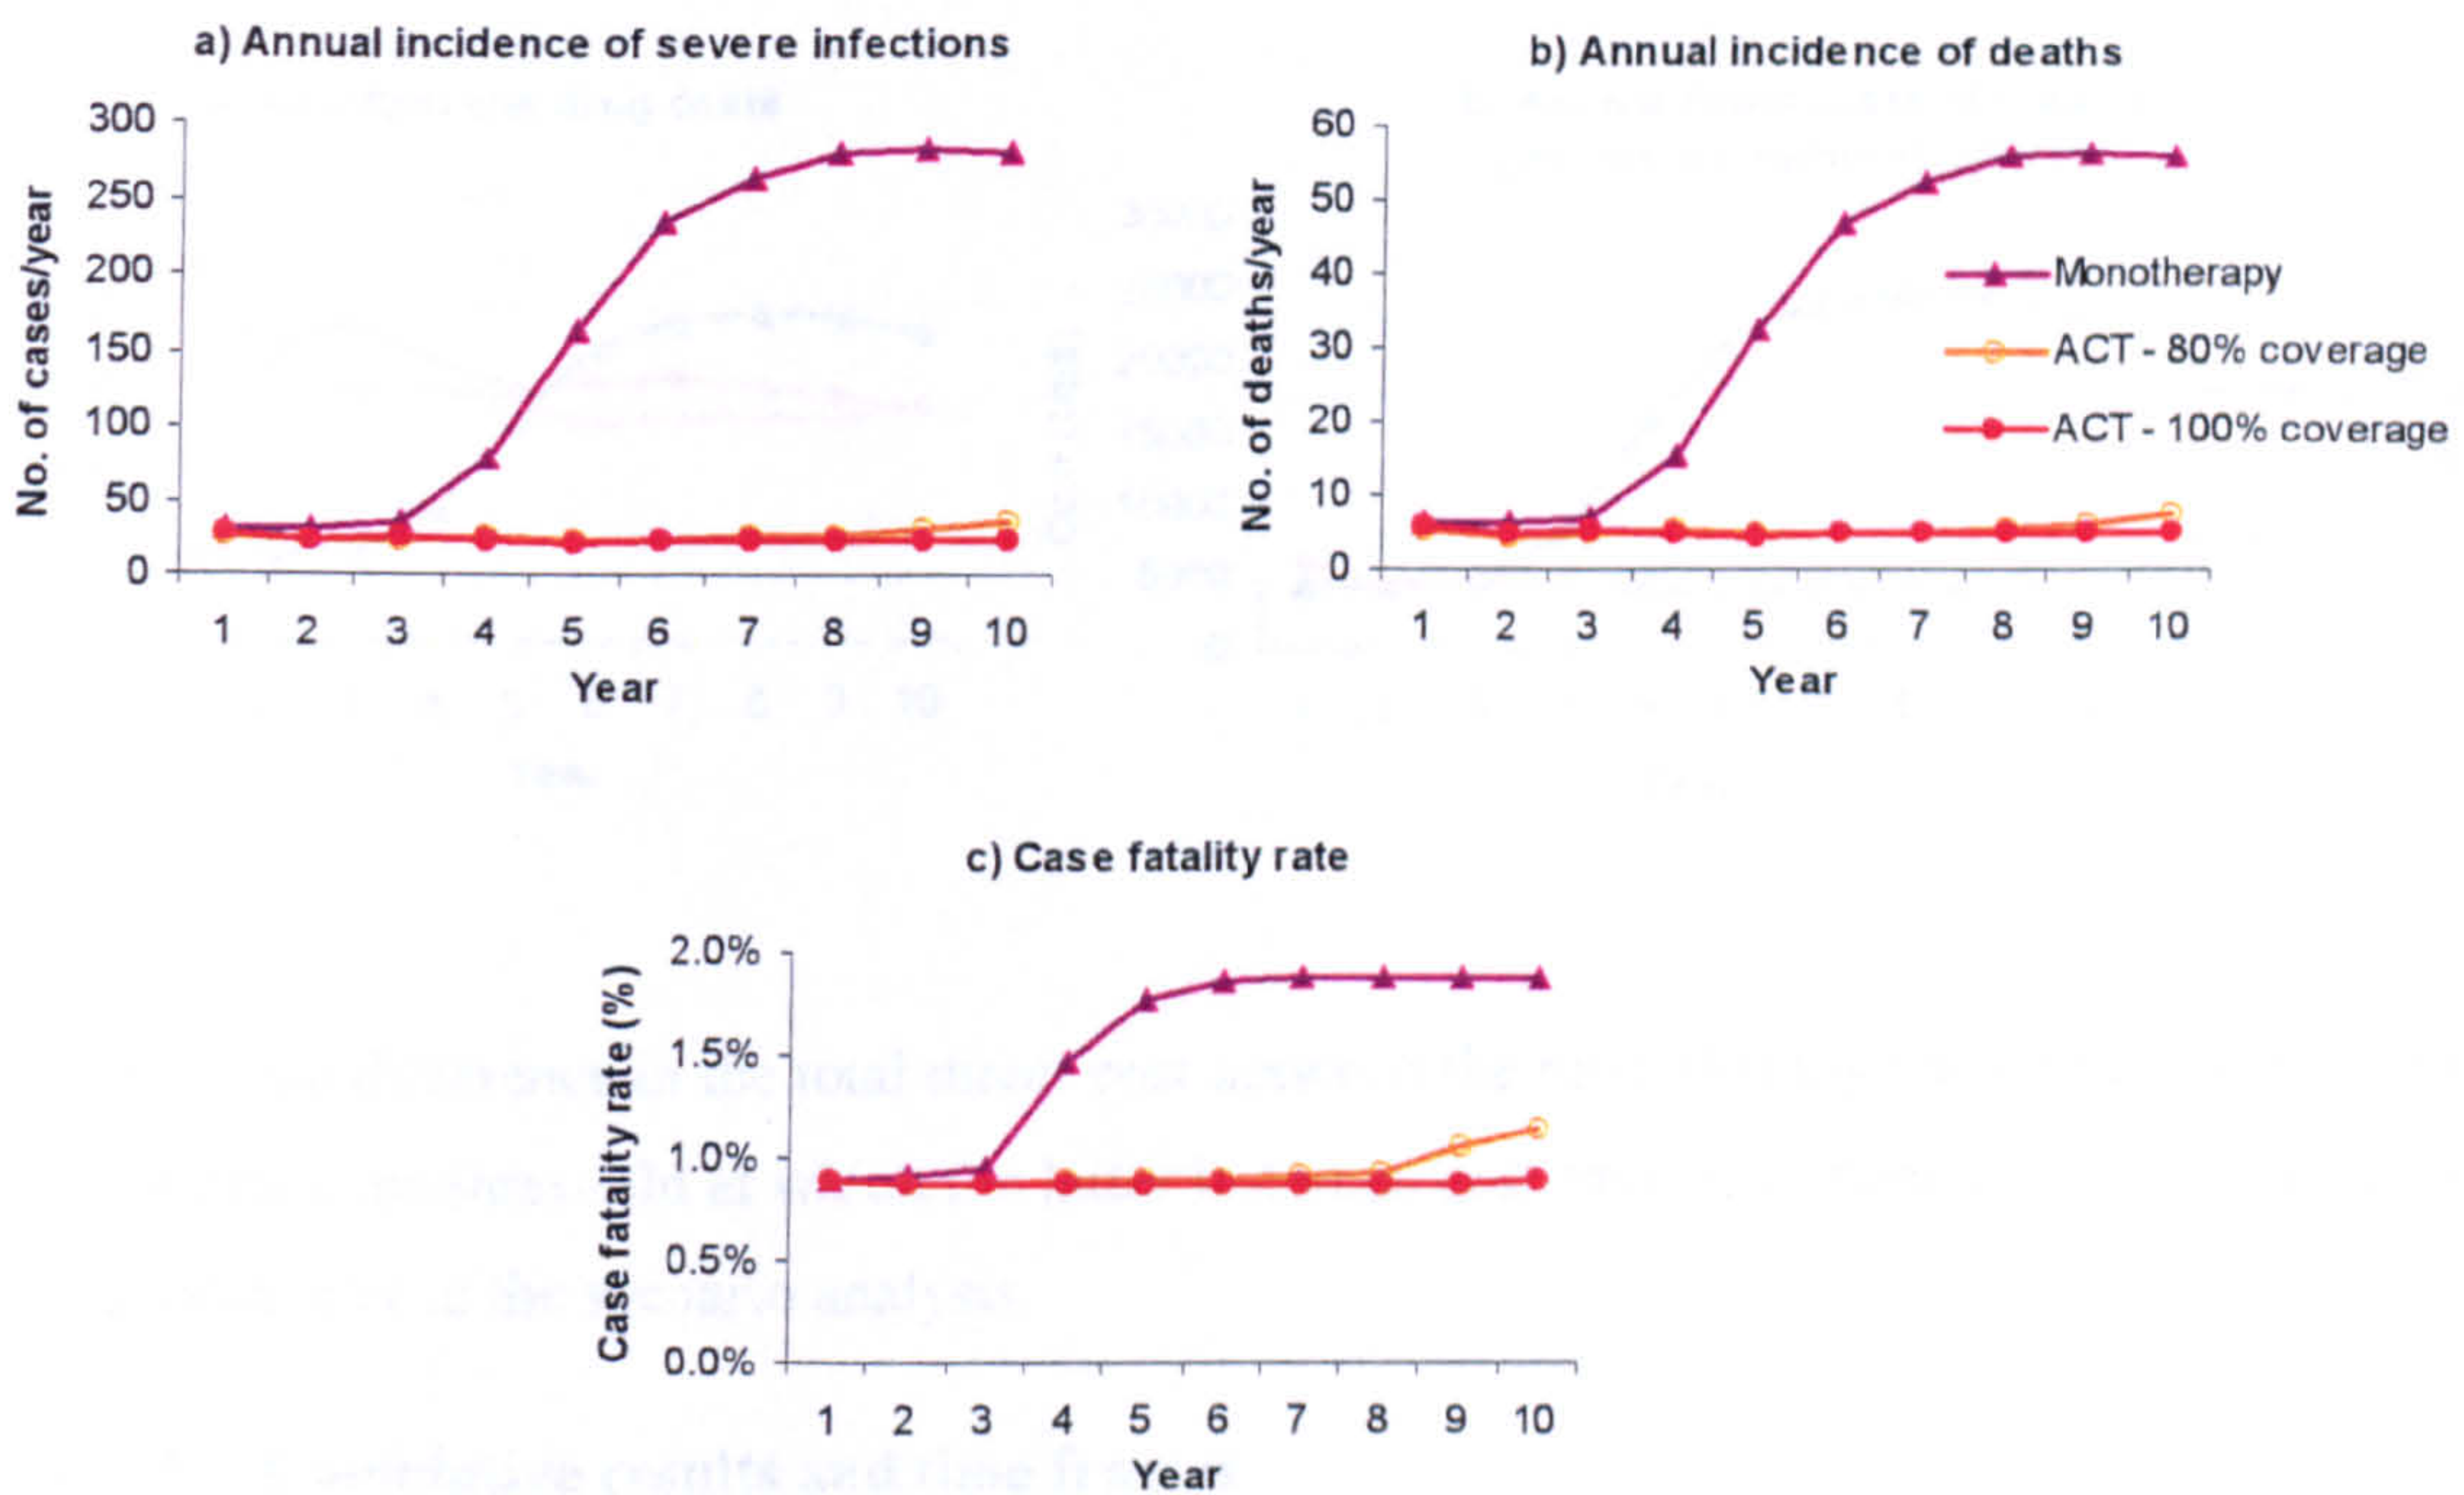 a) Annual incidence of severe infections
300
250
200
150
100
50
0
No. of cases/year
1 2 3 4 5 6 7 8 9 10
Year
b) Annual incidence of deaths
60
50
40
30
20
10
0
No. of deaths/year
1 2 3 4 5 6 7 8 9 10
Year
Monotherapy
ACT - 80% coverage
ACT - 100% coverage
c) Case fatality rate
2.0%
1.5%
1.0%
0.5%
0.0%
Case fatality rate (%)
1 2 3 4 5 6 7 8 9 10
Year